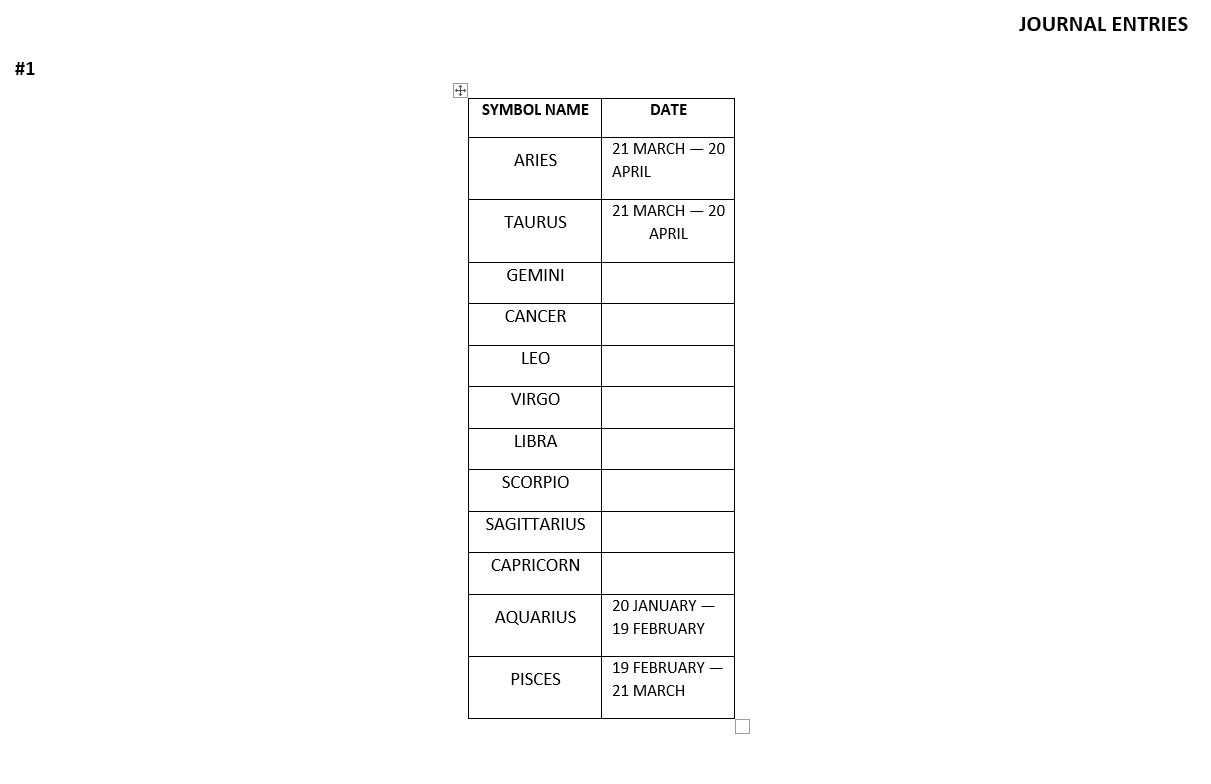 JOURNAL ENTRIES
#1
SYMBOL NAME DATE
ARIES 21 MARCH — 20
APRIL
TAURUS 21 MARCH — 20
APRIL
GEMINI
CANCER
LEO
VIRGO
LIBRA
SCORPIO
SAGITTARIUS
CAPRICORN
AQUARIUS 20 JANUARY —
19 FEBRUARY
PISCES 19 FEBRUARY —
21 MARCH